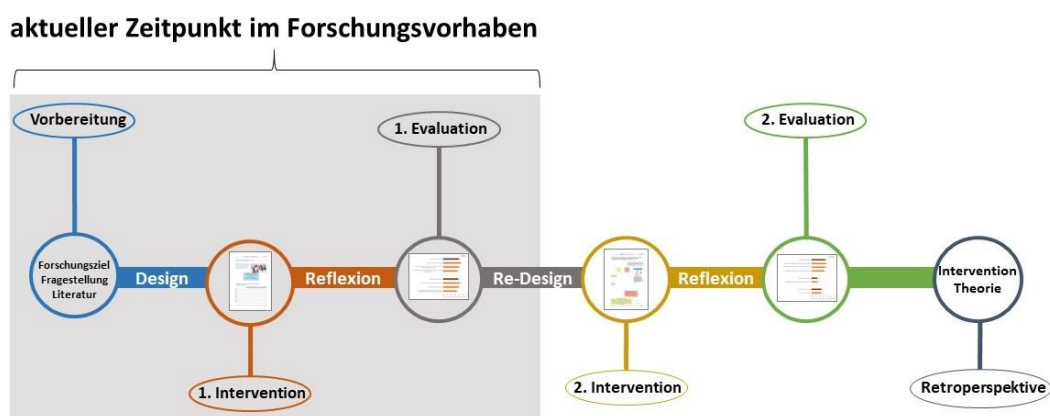 aktueller Zeitpunkt im Forschungsvorhaben
Vorbereitung
1. Evaluation
2. Evaluation
Forschungsziel
Fragestellung
Literatur
Design
Reflexion
Re-Design
Reflexion
Intervention
Theorie
1. Intervention
2. Intervention
Retroperspektive